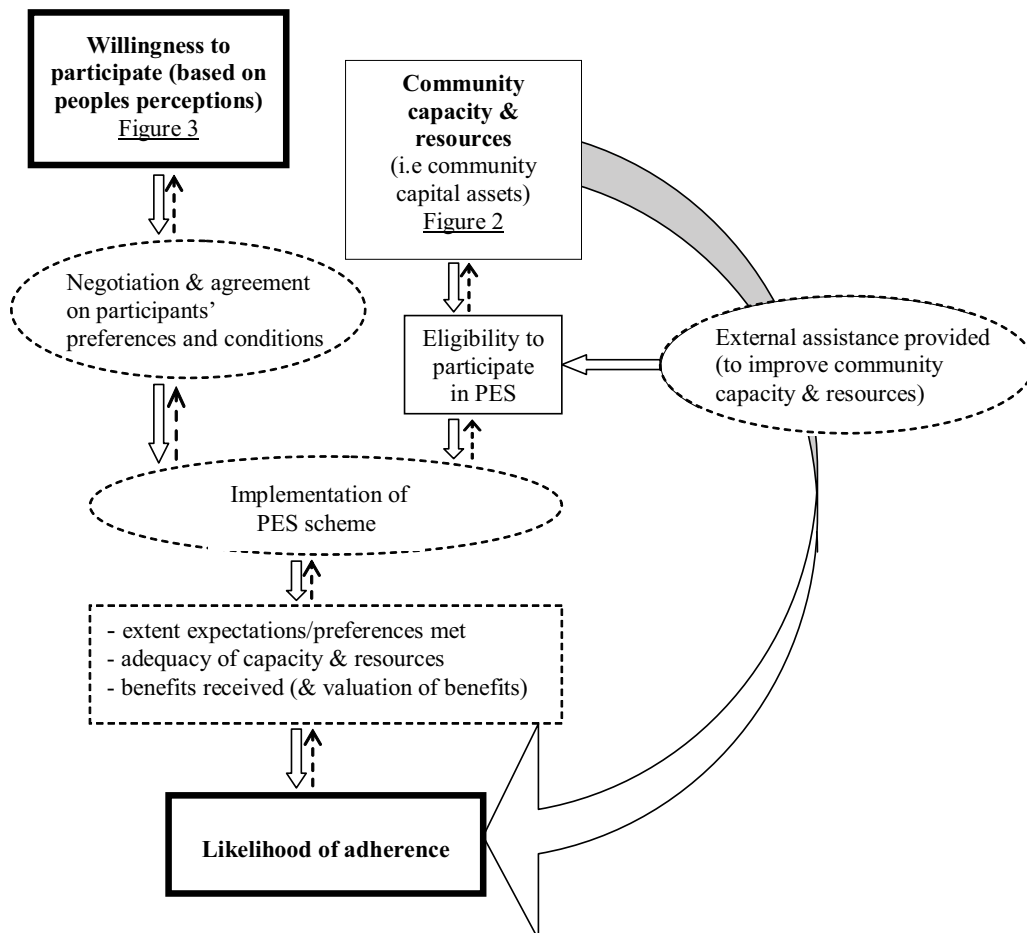 Willingness to
participate (based on
peoples perceptions)
Figure 3
Community
capacity &
resources
(i.e community
capital assets)
Figure 2
Negotiation & agreement
on participants’
preferences and conditions
Eligibility to
participate
in PES
External assistance provided
(to improve community
capacity & resources)
Implementation of
PES scheme
- extent expectations/preferences met
- adequacy of capacity & resources
- benefits received (& valuation of benefits)
Likelihood of adherence